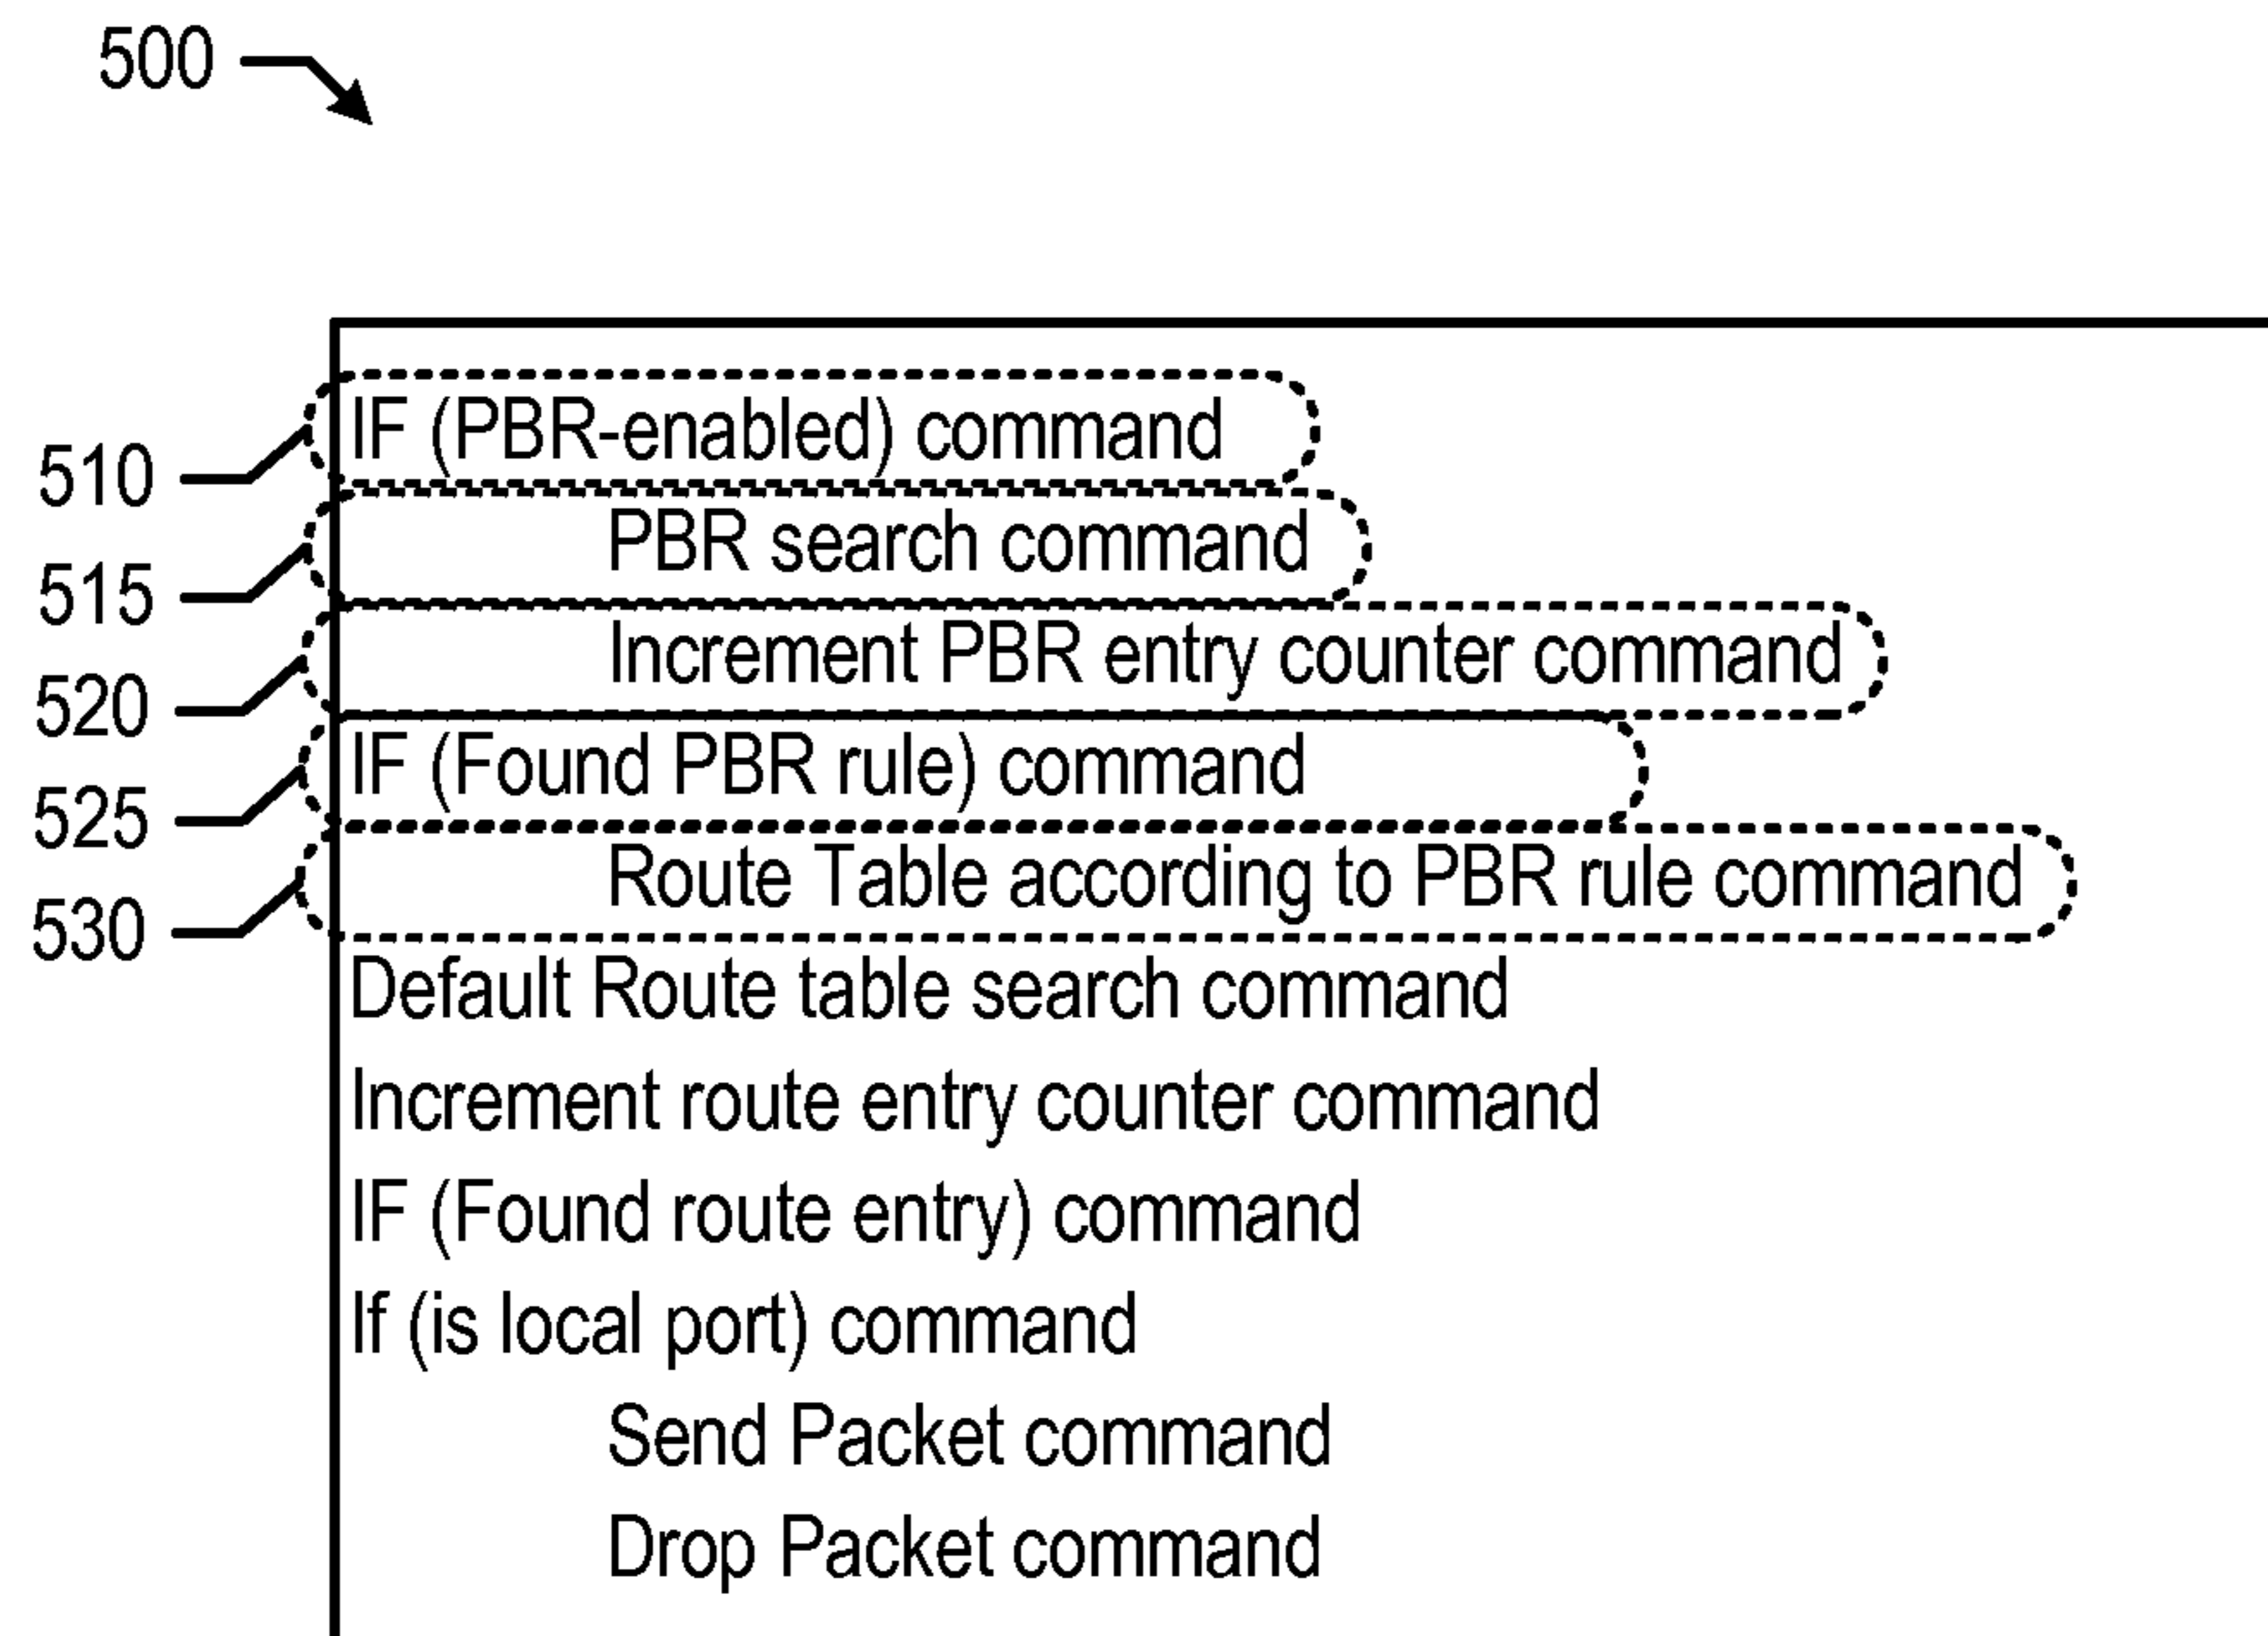 500
510 IF (PBR-enabled) command
515 PBR search command
520 Increment PBR entry counter command
525 IF (Found PBR rule) command
530 Route Table according to PBR rule command
Default Route table search command
Increment route entry counter command
IF (Found route entry) command
If (is local port) command
Send Packet command
Drop Packet command